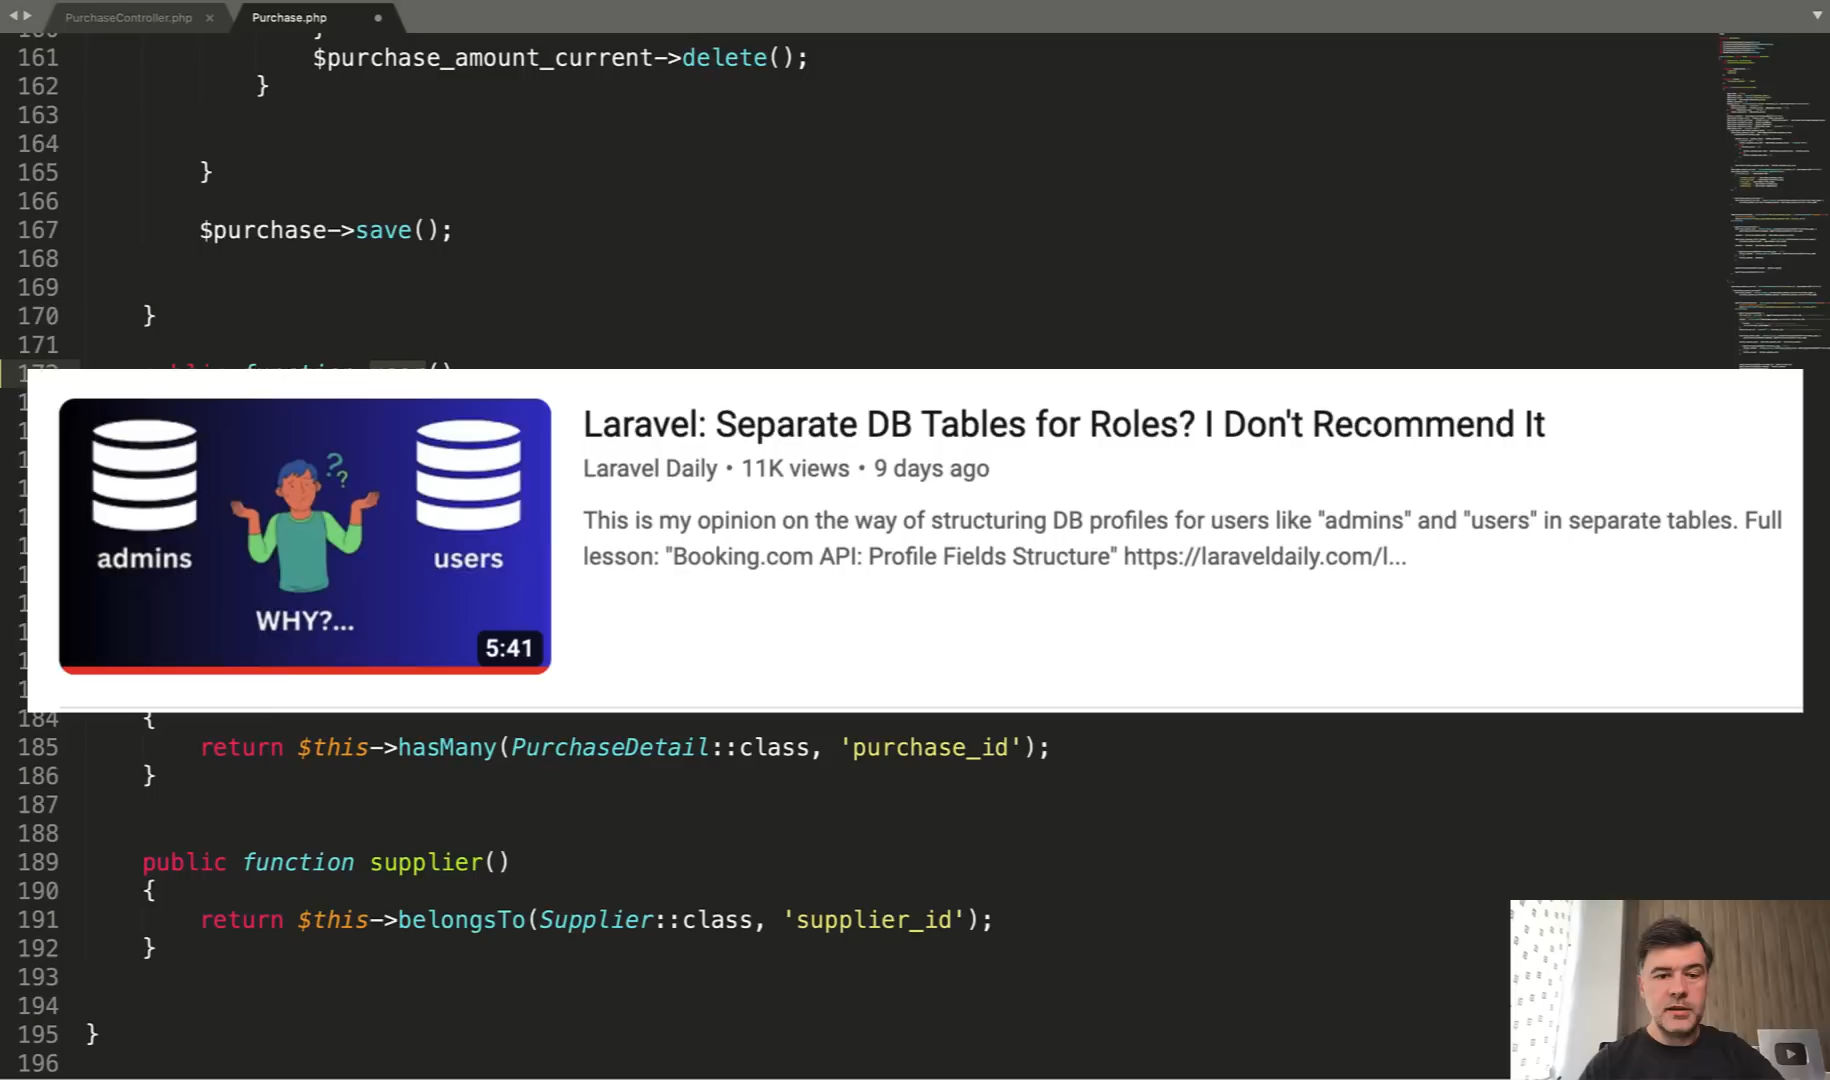 PurchaseController.php ×
Purchase.php
160 }
161 $purchase_amount_current->delete();
162 }
163
164
165 }
166
167 $purchase->save();
168
169
170 }
171
172 public function user()
Laravel: Separate DB Tables for Roles? I Don't Recommend It
Laravel Daily • 11K views • 9 days ago
This is my opinion on the way of structuring DB profiles for users like "admins" and "users" in separate tables. Full
lesson: "Booking.com API: Profile Fields Structure" https://laraveldaily.com/l...
??
admins
users
WHY?...
5:41
184 {
185 return $this->hasMany(PurchaseDetail::class, 'purchase_id');
186 }
187
188
189 public function supplier()
190 {
191 return $this->belongsTo(Supplier::class, 'supplier_id');
192 }
193
194
195 }
196